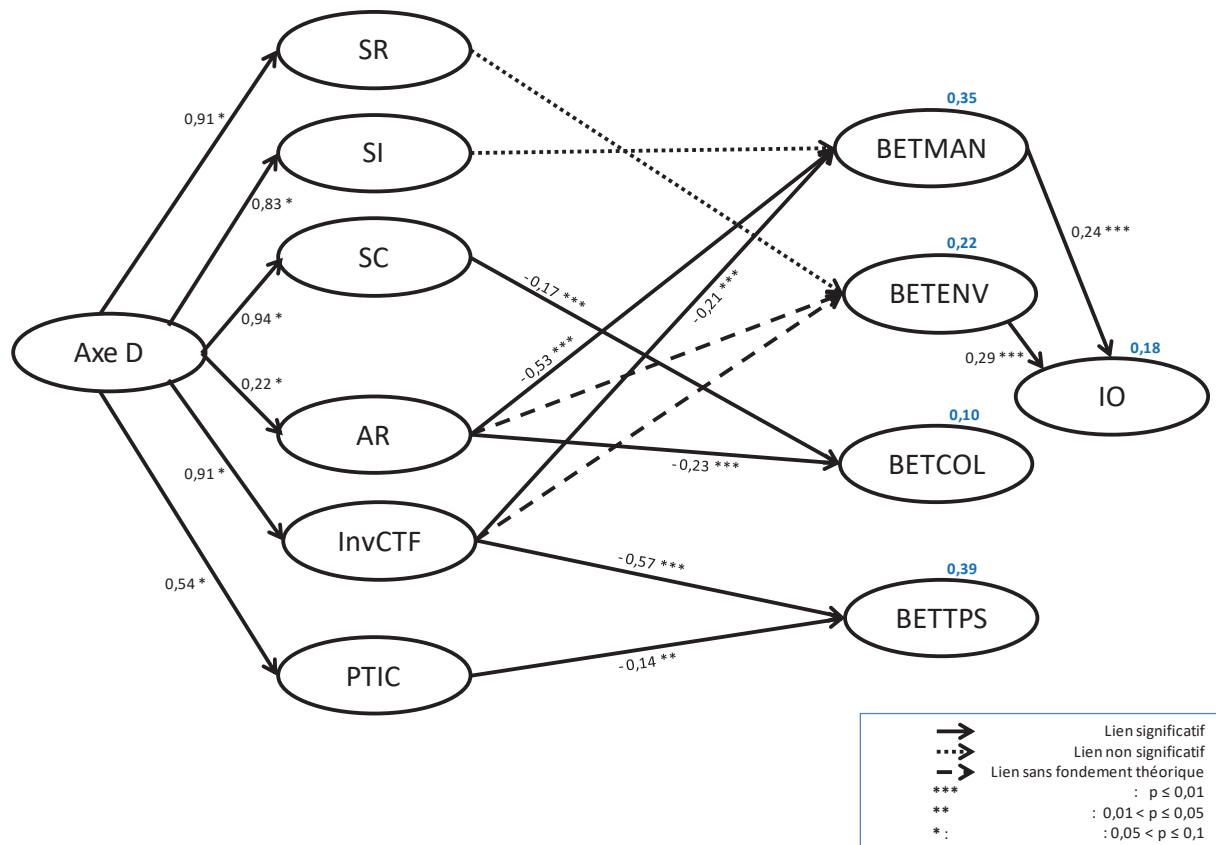 SR
0,91 *
0,35
SI
BETMAN
0,83 *
0,24 ***
SC
0,22
-0,17 ***
-0,21 ***
BETENV
0,94 *
Axe D
-0,53 ***
0,29 ***
0,18
0,22 *
IO
AR
0,10
-0,23 ***
BETCOL
0,91 *
InvCTF
-0,57 ***
0,39
0,54 *
BETTPS
-0,14 **
PTIC
Lien significatif
Lien non significatif
Lien sans fondement théorique
*** : p ≤ 0,01
** : 0,01 < p ≤ 0,05
* : : 0,05 < p ≤ 0,1